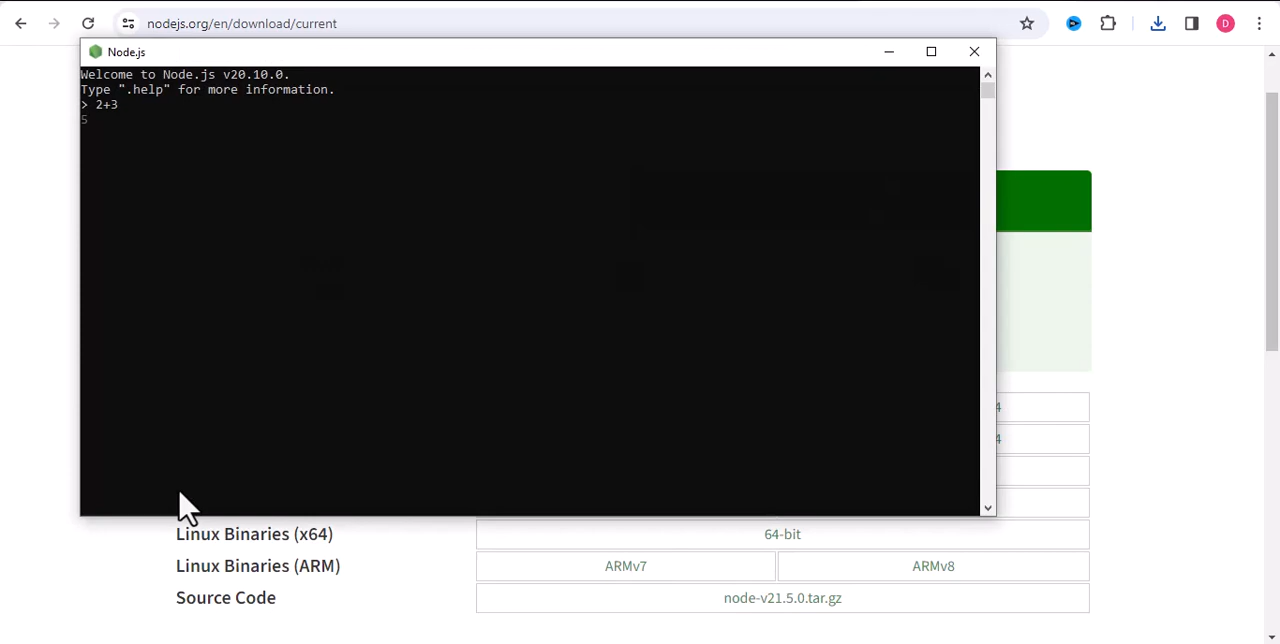 nodejs.org/en/download/current
D
Node.js
Welcome to Node.js v20.10.0.
Type ".help" for more information.
> 2+3
5
4
4
Linux Binaries (x64)
64-bit
Linux Binaries (ARM)
ARMv7
ARMv8
Source Code
node-v21.5.0.tar.gz